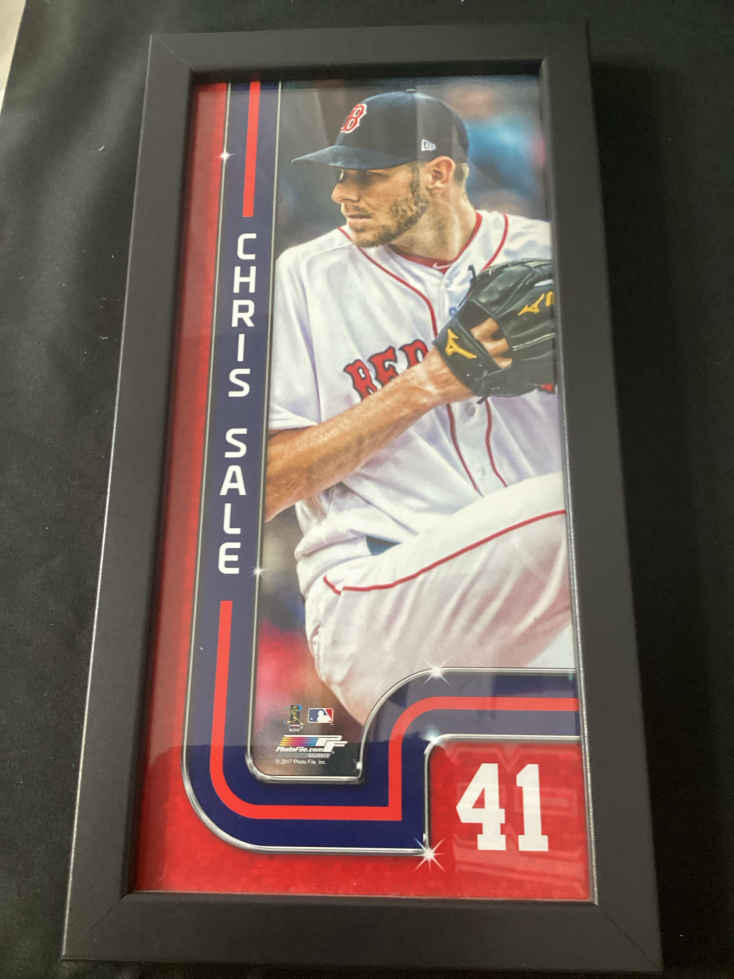 B
CHRIS SALE
RED
PhotoFile.com
© 2017 Photo File, Inc.
41